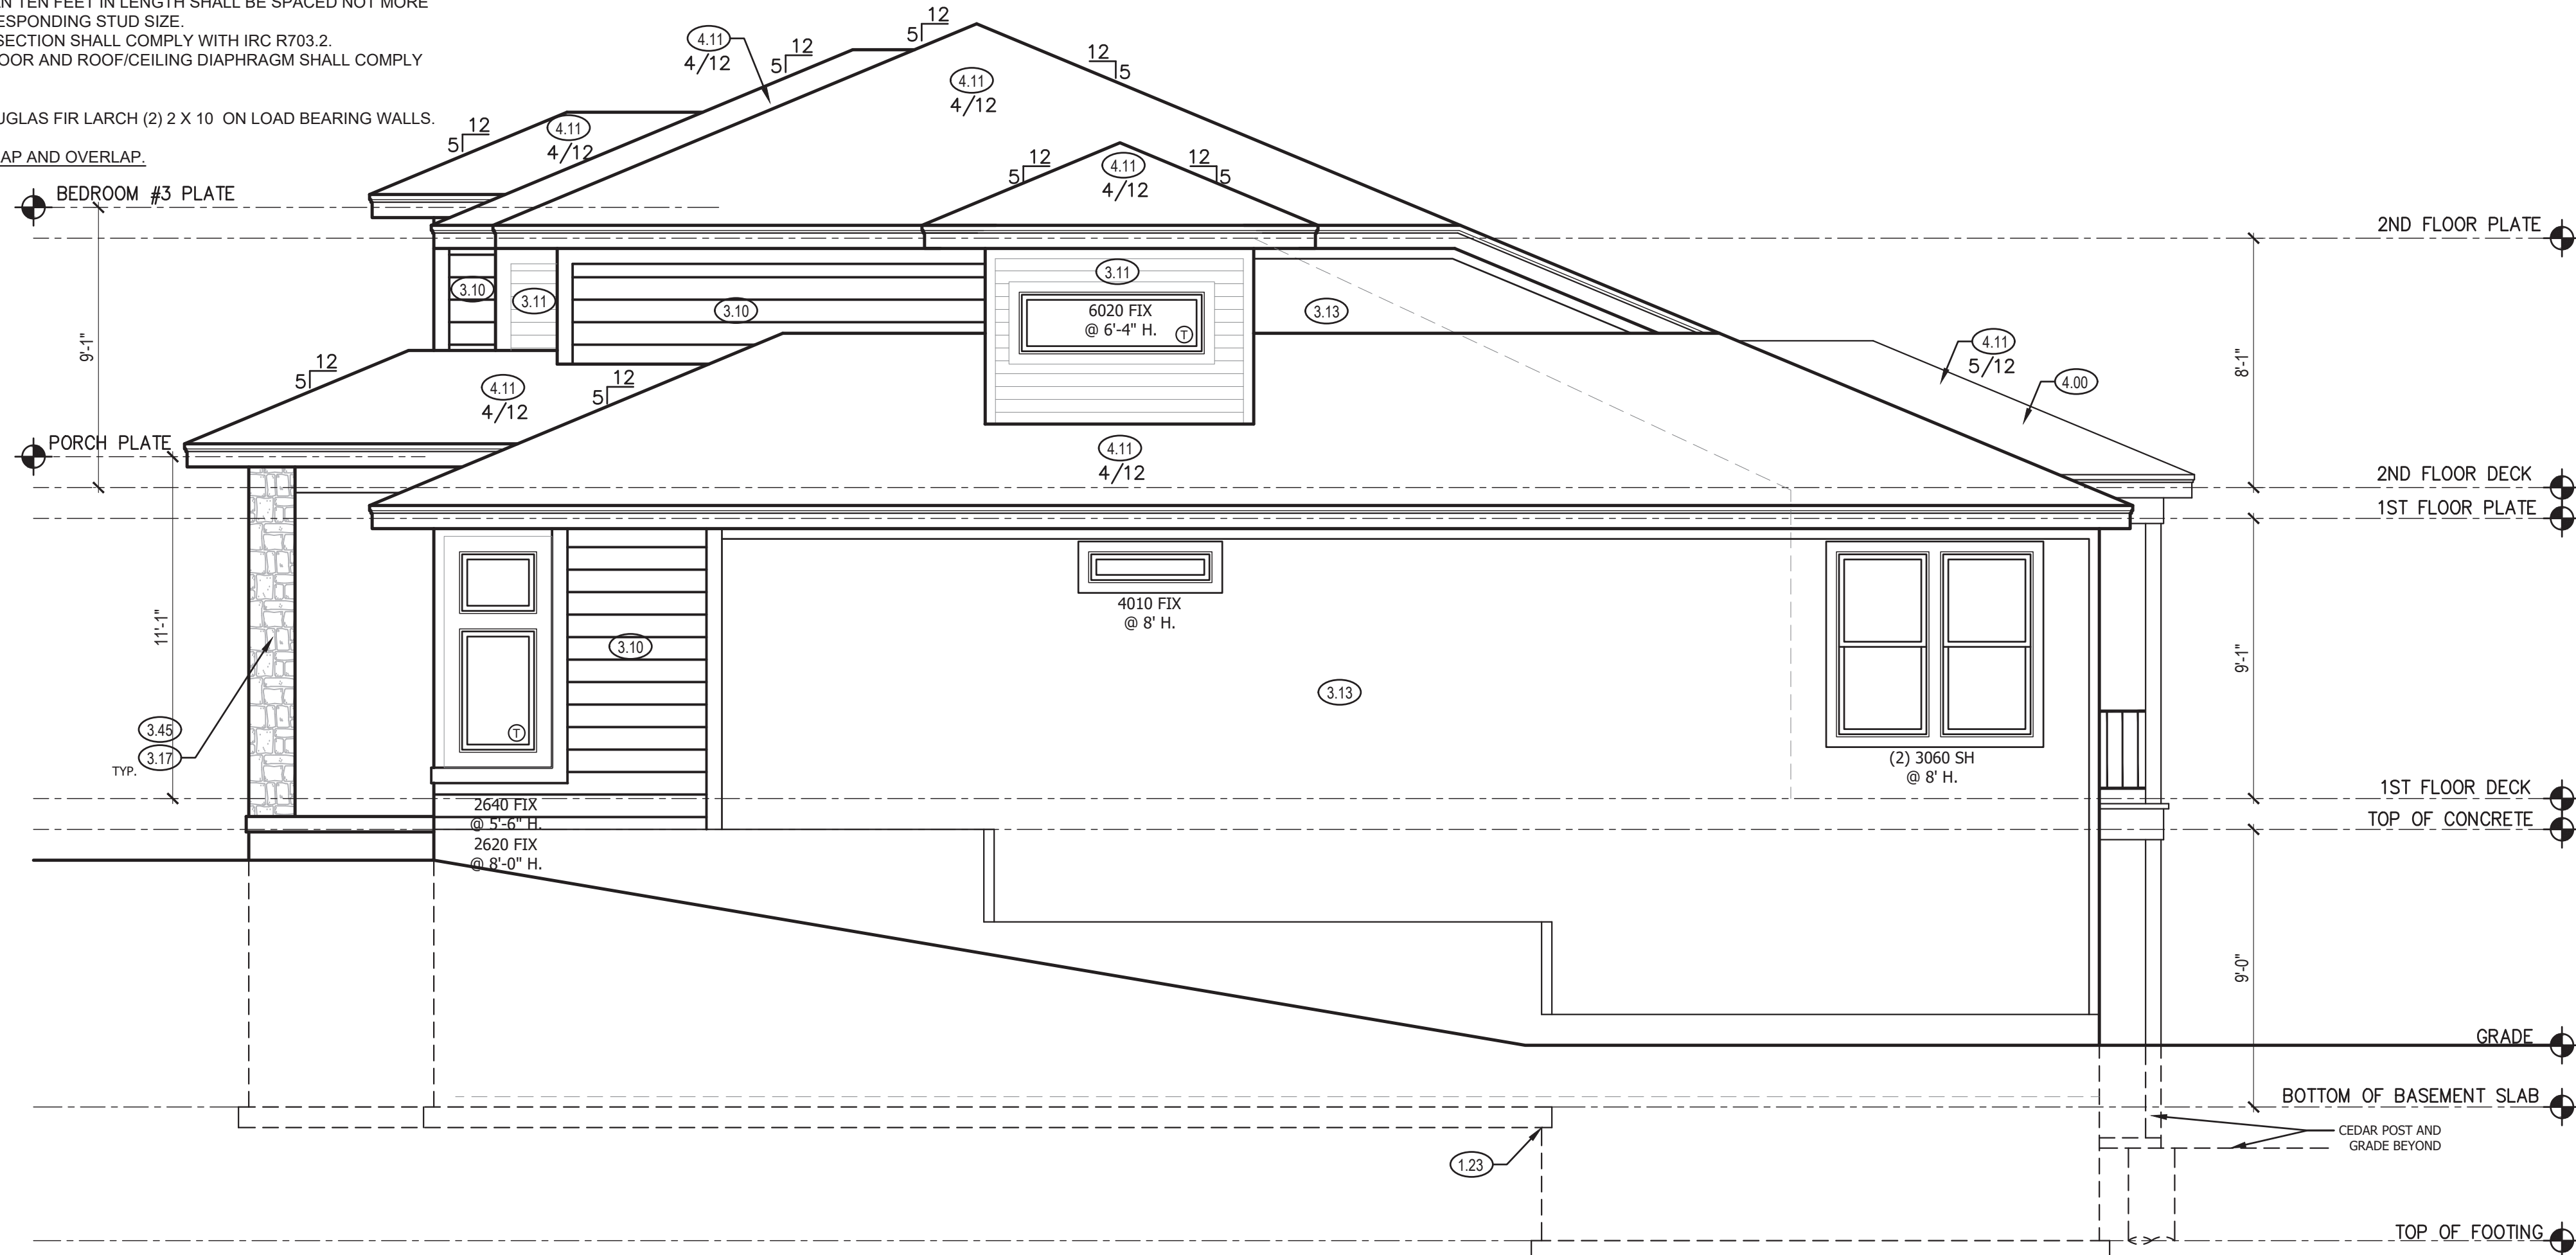 N TEN FEET IN LENGTH SHALL BE SPACED NOT MORE
ESPONDING STUD SIZE.
SECTION SHALL COMPLY WITH IRC R703.2.
OOR AND ROOF/CEILING DIAPHRAGM SHALL COMPLY
UGLAS FIR LARCH (2) 2 X 10 ON LOAD BEARING WALLS.
AP AND OVERLAP.
12
5
4.11
4/12
12
5
12
5
4.11
4/12
12
5
4.11
4/12
12
5
12
5
4.11
4/12
12
5
BEDROOM #3 PLATE
2ND FLOOR PLATE
3.10
3.11
3.10
3.11
6020 FIX
@ 6'-4" H.
T
3.13
9'-1"
8'-1"
4.11
5/12
4.00
12
5
4.11
4/12
12
5
PORCH PLATE
4.11
4/12
2ND FLOOR DECK
1ST FLOOR PLATE
4010 FIX
@ 8' H.
11'-1"
3.10
9'-1"
3.13
3.45
3.17
TYP.
T
(2) 3060 SH
@ 8' H.
1ST FLOOR DECK
2640 FIX
@ 5'-6" H.
TOP OF CONCRETE
2620 FIX
@ 8'-0" H.
9'-0"
GRADE
BOTTOM OF BASEMENT SLAB
CEDAR POST AND
GRADE BEYOND
1.23
TOP OF FOOTING